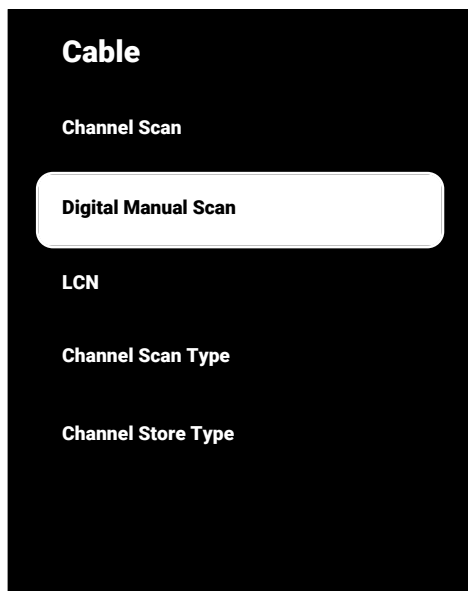 Cable
Channel Scan
Digital Manual Scan
LCN
Channel Scan Type
Channel Store Type